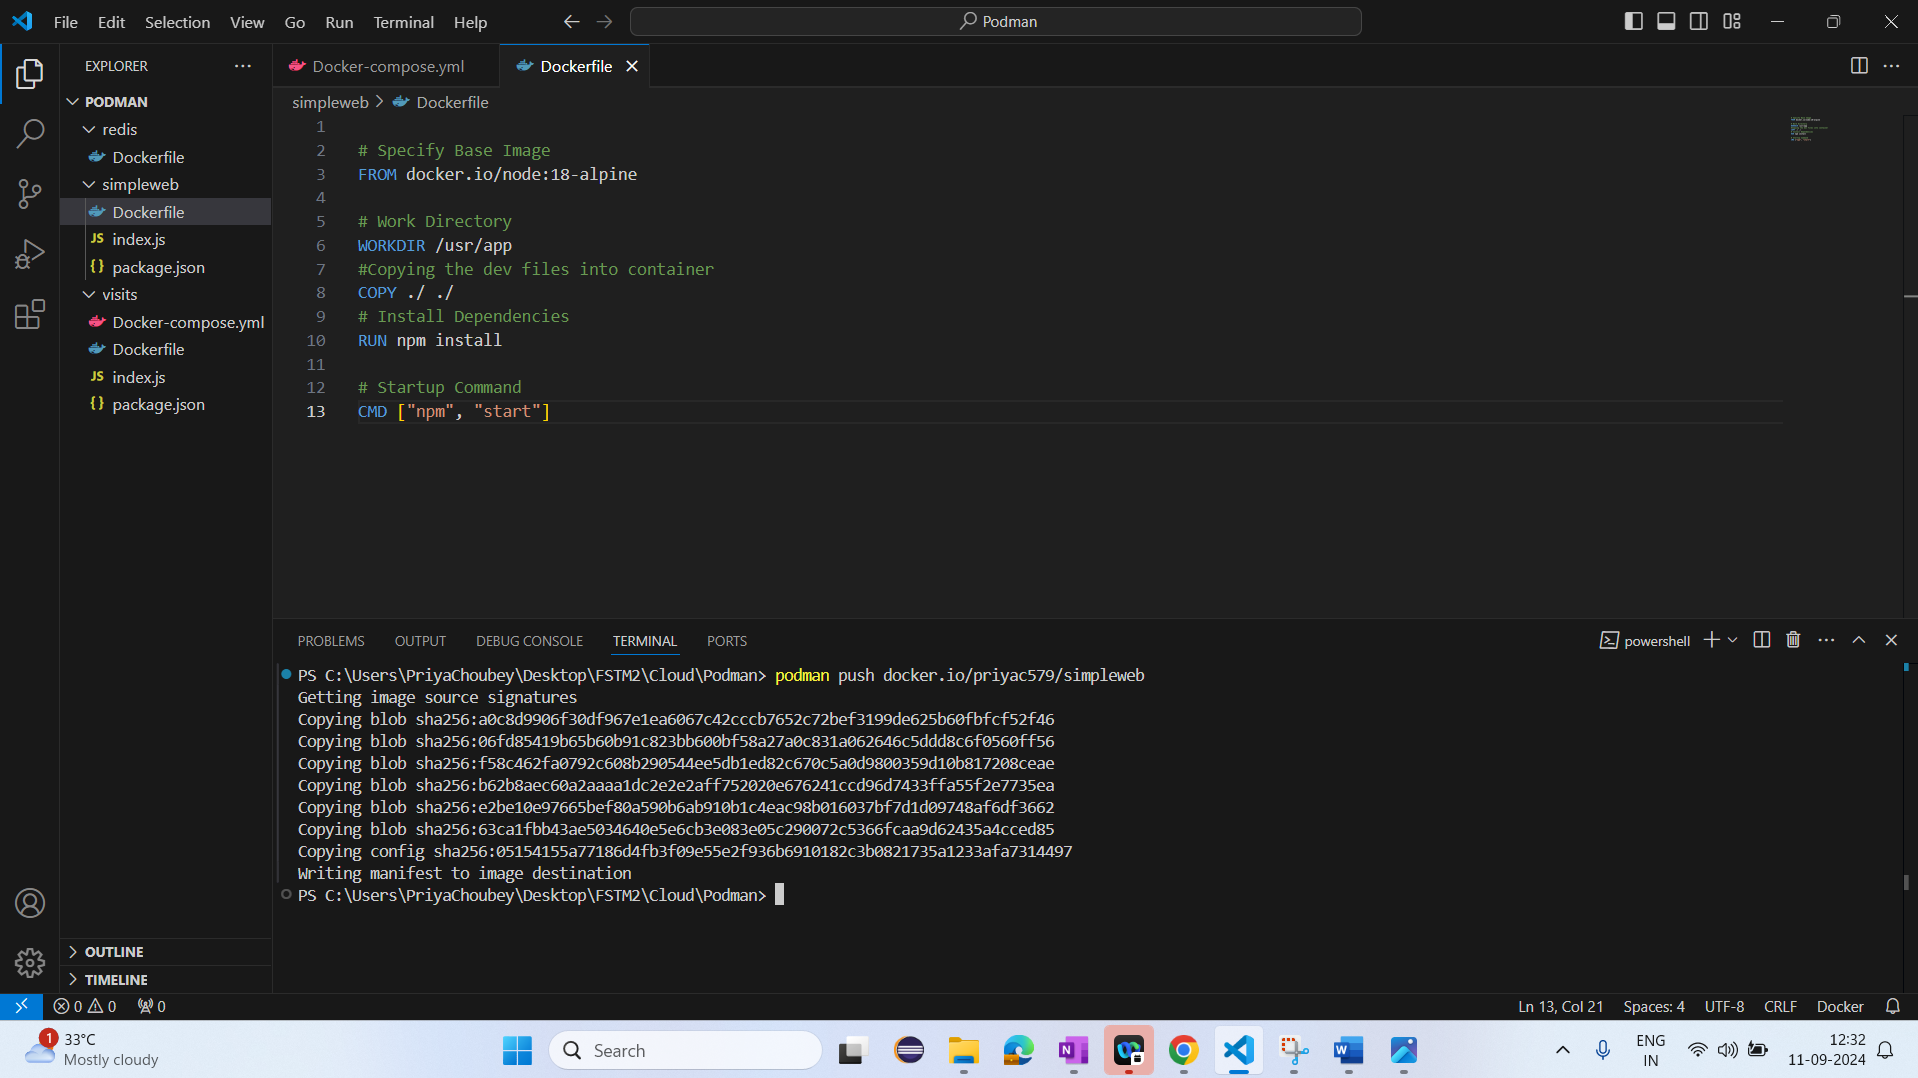 File Edit Selection View Go Run Terminal Help
Podman
EXPLORER
PODMAN
redis
Dockerfile
simpleweb
Dockerfile
JS index.js
{} package.json
visits
Docker-compose.yml
Dockerfile
JS index.js
{} package.json
OUTLINE
TIMELINE
Docker-compose.yml
Dockerfile
simpleweb > Dockerfile
1
2 # Specify Base Image
3 FROM docker.io/node:18-alpine
4
5 # Work Directory
6 WORKDIR /usr/app
7 #Copying the dev files into container
8 COPY ./ ./
9 # Install Dependencies
10 RUN npm install
11
12 # Startup Command
13 CMD ["npm", "start"]
PROBLEMS OUTPUT DEBUG CONSOLE TERMINAL PORTS
powershell
PS C:\Users\PriyaChoubey\Desktop\FSTM2\Cloud\Podman> podman push docker.io/priyac579/simpleweb
Getting image source signatures
Copying blob sha256:a0c8d9906f30df967e1ea6067c42cccb7652c72bef3199de625b60fbfcf52f46
Copying blob sha256:06fd85419b65b60b91c823bb600bf58a27a0c831a062646c5ddd8c6f0560ff56
Copying blob sha256:f58c462fa0792c608b290544ee5db1ed82c670c5a0d9800359d10b817208ceae
Copying blob sha256:b62b8aec60a2aaaa1dc2e2e2aff752020e676241ccd96d7433ffa55f2e7735ea
Copying blob sha256:e2be10e97665bef80a590b6ab910b1c4eac98b016037bf7d1d09748af6df3662
Copying blob sha256:63ca1fbb43ae5034640e5e6cb3e083e05c290072c5366fcaa9d62435a4cced85
Copying config sha256:05154155a77186d4fb3f09e55e2f936b6910182c3b0821735a1233afa7314497
Writing manifest to image destination
PS C:\Users\PriyaChoubey\Desktop\FSTM2\Cloud\Podman>
0 0 0
Ln 13, Col 21 Spaces: 4 UTF-8 CRLF Docker
1
33°C
Mostly cloudy
Search
ENG
IN
12:32
11-09-2024